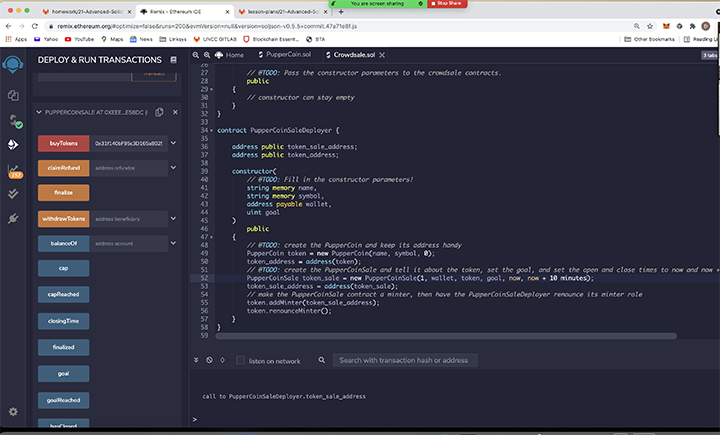 You are screen sharing
Stop Share
homework/21-Advanced-Solid
Remix - Ethereum IDE
lesson-plans/21-Advanced-Sol
remix.ethereum.org/#optimize=false&runs=200&evmVersion=null&version=soljson-v0.5.5+commit.47a71e8f.js
Apps
Yahoo
YouTube
Maps
News
LinkedIn
UNCC GITLAB
Blockchain Essent...
BTA
Other Bookmarks
Reading Li
DEPLOY & RUN TRANSACTIONS
Home
PupperCoin.sol
Crowdsale.sol
3 tabs
transact
PUPPERCOINSALE AT 0XEEE...E58DC (
buyTokens
claimRefund address refundee
finalize
withdrawTokens address beneficiary
balanceOf address account
cap
capReached
closingTime
finalized
goal
goalReached
hasClosed
252
26
27 // @TODO: Pass the constructor parameters to the crowdsale contracts.
28 public
29 {
30 // constructor can stay empty
31 }
32 }
33
34 contract PupperCoinSaleDeployer {
35
36 address public token_sale_address;
37 address public token_address;
38
39 constructor(
40 // @TODO: Fill in the constructor parameters!
41 string memory name,
42 string memory symbol,
43 address payable wallet,
44 uint goal
45 )
46 public
47 {
48 // @TODO: create the PupperCoin and keep its address handy
49 PupperCoin token = new PupperCoin(name, symbol, 0);
50 token_address = address(token);
51 // @TODO: create the PupperCoinSale and tell it about the token, set the goal, and set the open and close times to now and now +
52 PupperCoinSale token_sale = new PupperCoinSale(1, wallet, token, goal, now, now + 10 minutes);
53 token_sale_address = address(token_sale);
54 // make the PupperCoinSale contract a minter, then have the PupperCoinSaleDeployer renounce its minter role
55 token.addMinter(token_sale_address);
56 token.renounceMinter();
57 }
58 }
59
0
listen on network
Search with transaction hash or address
call to PupperCoinSaleDeployer.token_sale_address
>